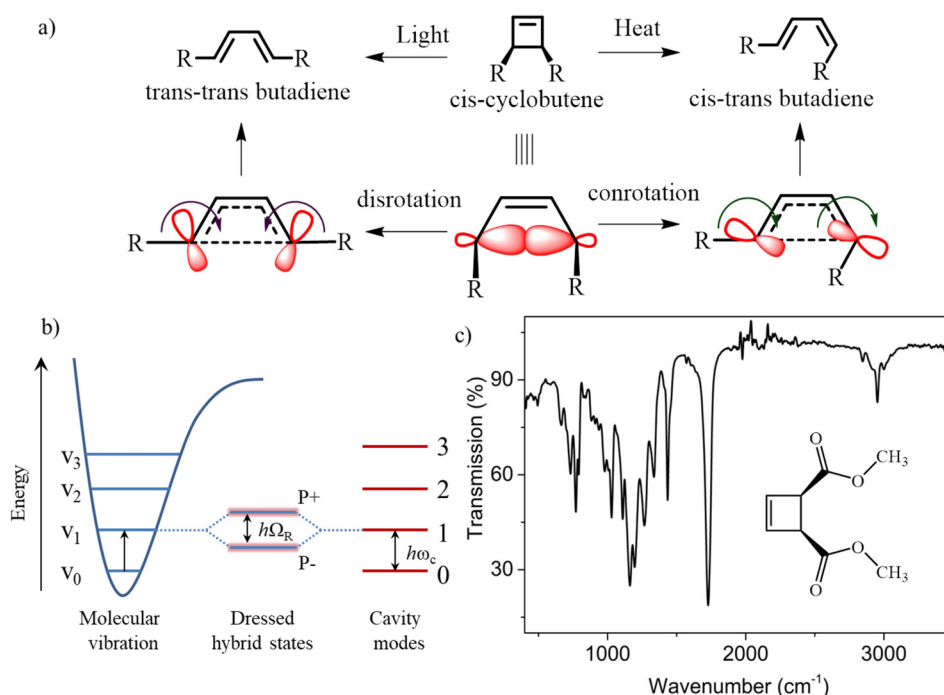 a)
Light
Heat
R
R
R
R
R
R
trans-trans butadiene
cis-cyclobutene
cis-trans butadiene
disrotation
conrotation
R
R
R
R
R
R
b)
Energy
v3
v2
v1
v0
P+
hΩR
P-
3
2
1
hωc
0
Molecular
vibration
Dressed
hybrid states
Cavity
modes
c)
Transmission (%)
90
60
30
O
O
CH3
O
O
CH3
1000
2000
3000
Wavenumber (cm-1)